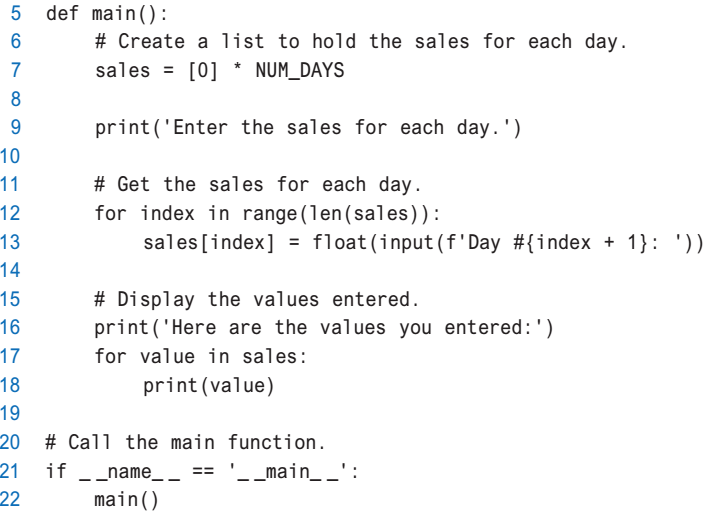 5 def main():
6     # Create a list to hold the sales for each day.
7     sales = [0] * NUM_DAYS
8
9     print('Enter the sales for each day.')
10
11     # Get the sales for each day.
12     for index in range(len(sales)):
13         sales[index] = float(input(f'Day #{index + 1}: '))
14
15     # Display the values entered.
16     print('Here are the values you entered:')
17     for value in sales:
18         print(value)
19
20 # Call the main function.
21 if _ _name_ _ == '_ _main_ _':
22     main()